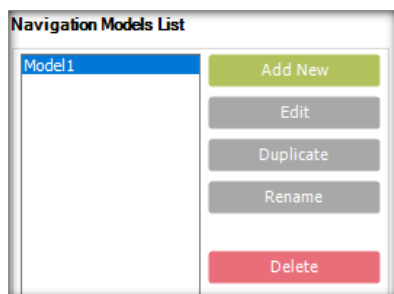 Navigation Models List
Model1
Add New
Edit
Duplicate
Rename
Delete